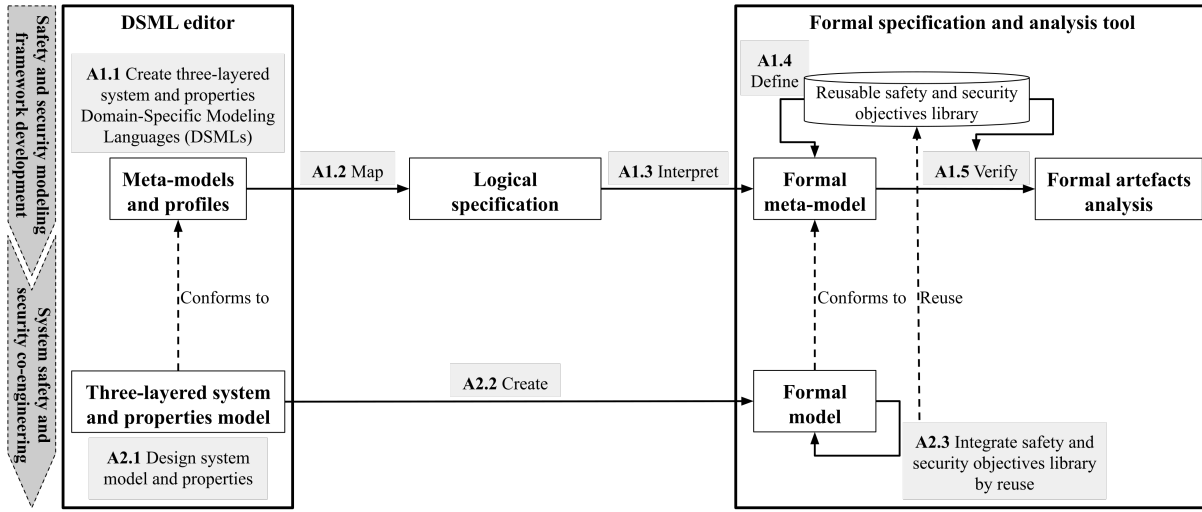 Safety and security modeling
framework development
System safety and
security co-engineering
DSML editor
A1.1 Create three-layered
system and properties
Domain-Specific Modeling
Languages (DSMLs)
Meta-models
and profiles
Conforms to
Three-layered system
and properties model
A2.1 Design system
model and properties
A1.2 Map
Logical
specification
A1.3 Interpret
A2.2 Create
Formal specification and analysis tool
A1.4
Define
Reusable safety and security
objectives library
Formal
meta-model
A1.5 Verify
Formal artefacts
analysis
Conforms to
Reuse
Formal
model
A2.3 Integrate safety and
security objectives library
by reuse